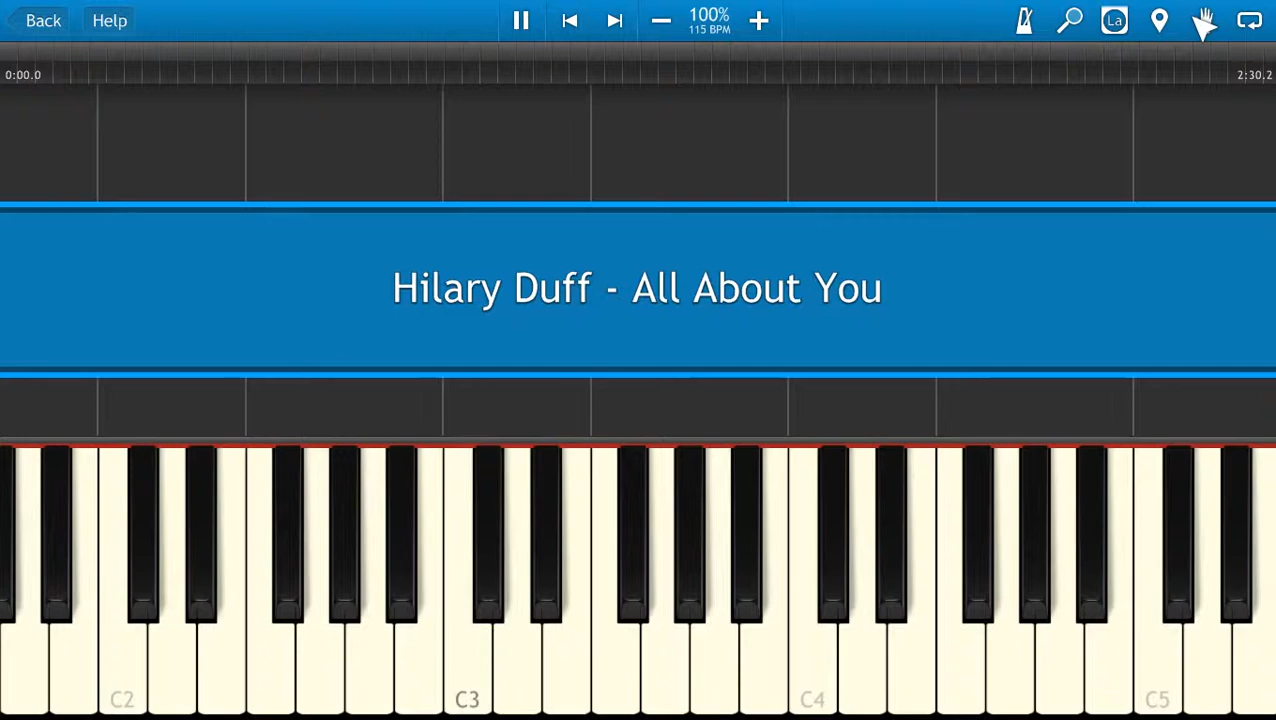 Back Help
100%
115 BPM
La
0:00.0 2:30.2
Hilary Duff - All About You
C2 C3 C4 C5